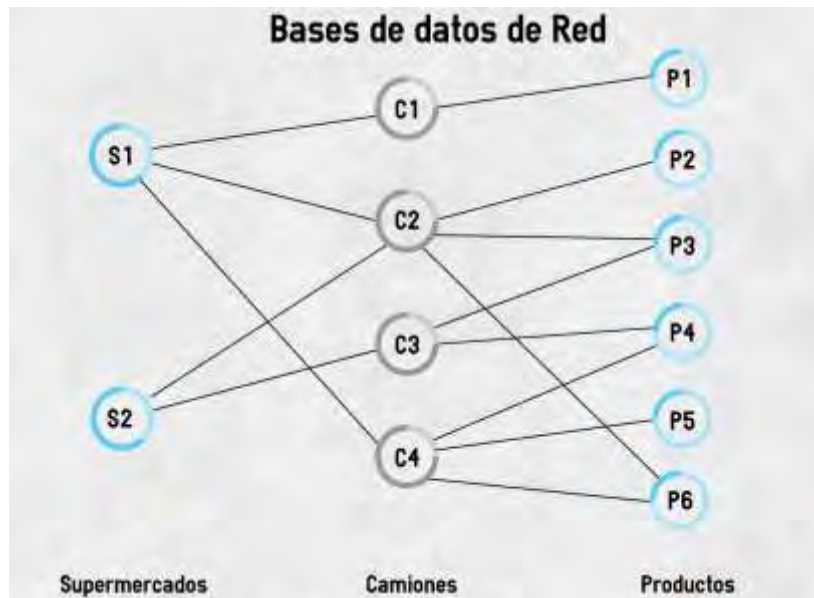 Bases de datos de Red
S1
S2
C1
C2
C3
C4
P1
P2
P3
P4
P5
P6
Supermercados
Camiones
Productos